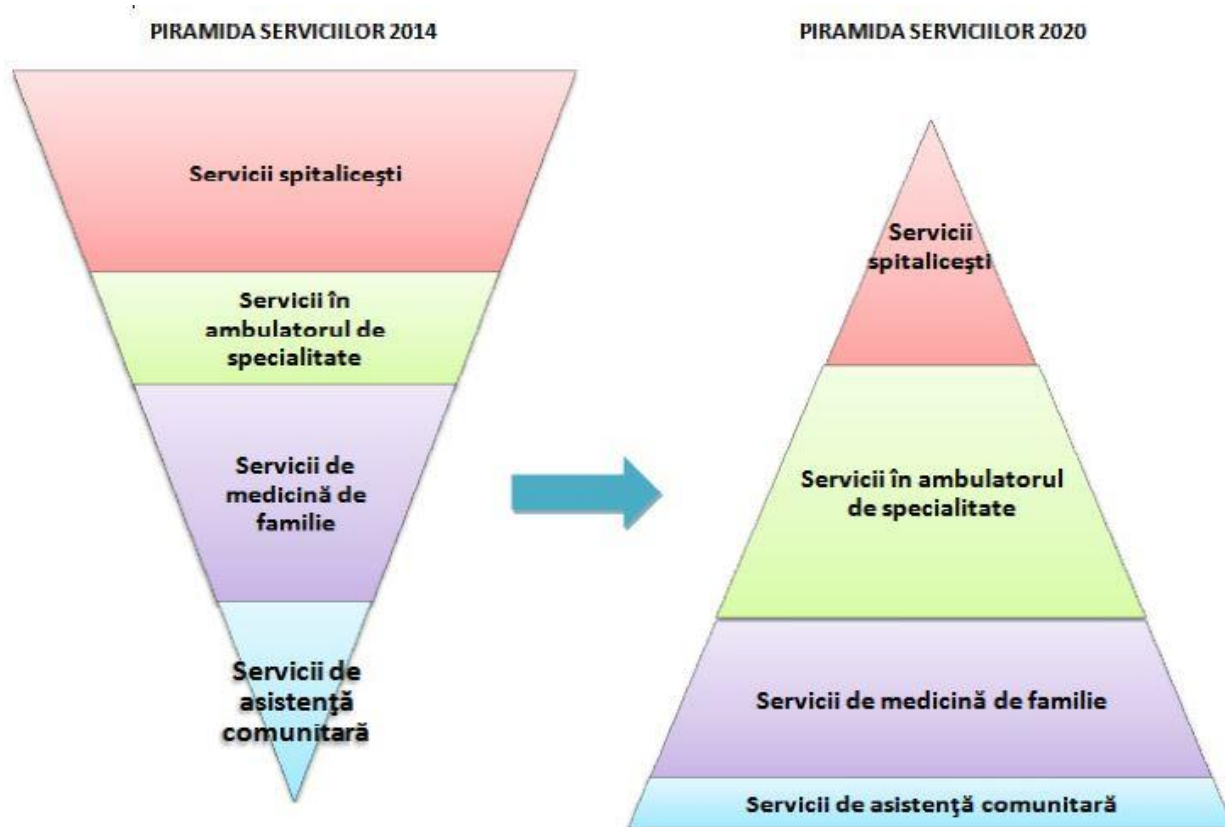 PIRAMIDA SERVICIILOR 2014
Servicii spitaliceşti
Servicii în
ambulatorul de
specialitate
Servicii de
medicină de
familie
Servicii de
asistenţă
comunitară
PIRAMIDA SERVICIILOR 2020
Servicii
spitaliceşti
Servicii în ambulatorul
de specialitate
Servicii de medicină de familie
Servicii de asistenţă comunitară